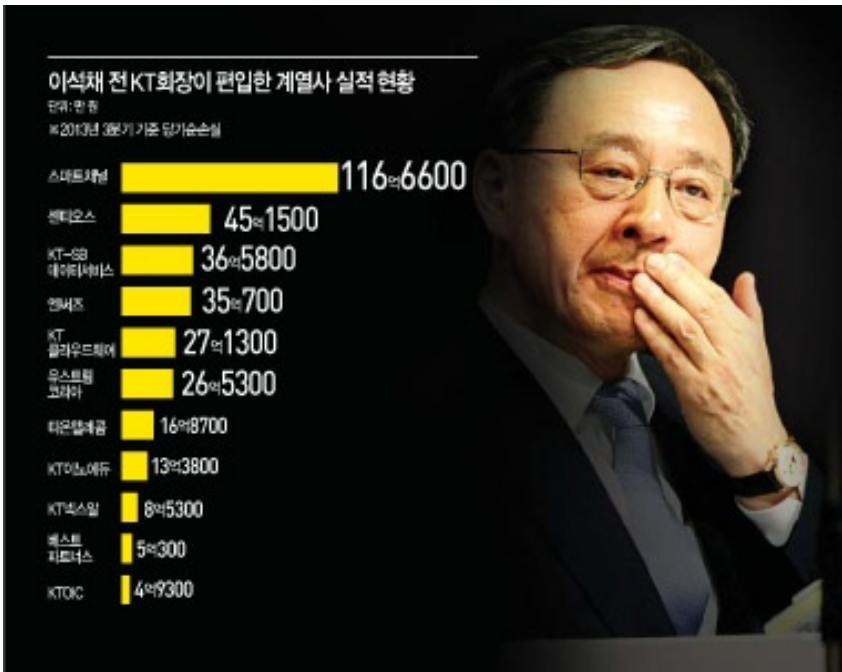 이석채 전 KT회장이 편입한 계열사 실적 현황
단위: 만 원
※2013년 3분기 기준 당기순손실
스마트채널 116억6600
센티오스 45억1500
KT-SB
데이터서비스 36억5800
엔써즈 35억700
KT
클라우드웨어 27억1300
유스트림
코리아 26억5300
티온텔레콤 16억8700
KT이노에듀 13억3800
KT넥스알 8억5300
베스트
파트너스 5억300
KTOIC 4억9300